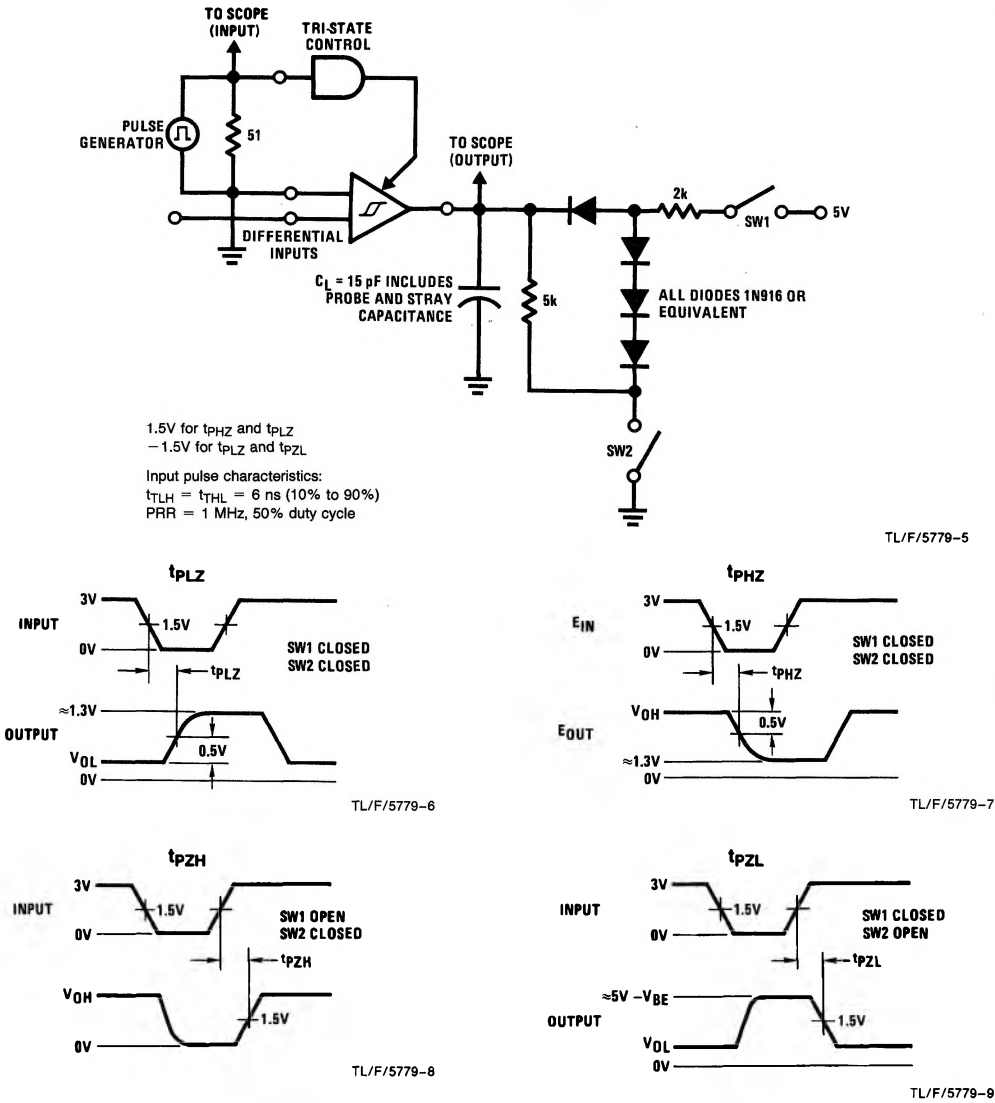 TO SCOPE
(INPUT)
TRI-STATE
CONTROL
PULSE
GENERATOR
51
TO SCOPE
(OUTPUT)
2k
SW1
5V
DIFFERENTIAL
INPUTS
CL = 15 pF INCLUDES
PROBE AND STRAY
CAPACITANCE
5k
ALL DIODES 1N916 OR
EQUIVALENT
SW2
1.5V for tPHZ and tPLZ
−1.5V for tPLZ and tPZL
Input pulse characteristics:
tTLH = tTHL = 6 ns (10% to 90%)
PRR = 1 MHz, 50% duty cycle
TL/F/5779–5
tPLZ
3V
INPUT
1.5V
0V
SW1 CLOSED
SW2 CLOSED
tPLZ
≈1.3V
OUTPUT
0.5V
VOL
0V
TL/F/5779–6
tPHZ
3V
EIN
1.5V
0V
SW1 CLOSED
SW2 CLOSED
tPHZ
VOH
0.5V
EOUT
≈1.3V
0V
TL/F/5779–7
tPZH
3V
INPUT
1.5V
0V
SW1 OPEN
SW2 CLOSED
tPZH
VOH
1.5V
0V
TL/F/5779–8
tPZL
3V
INPUT
1.5V
0V
SW1 CLOSED
SW2 OPEN
tPZL
≈5V –VBE
OUTPUT
1.5V
VOL
0V
TL/F/5779–9